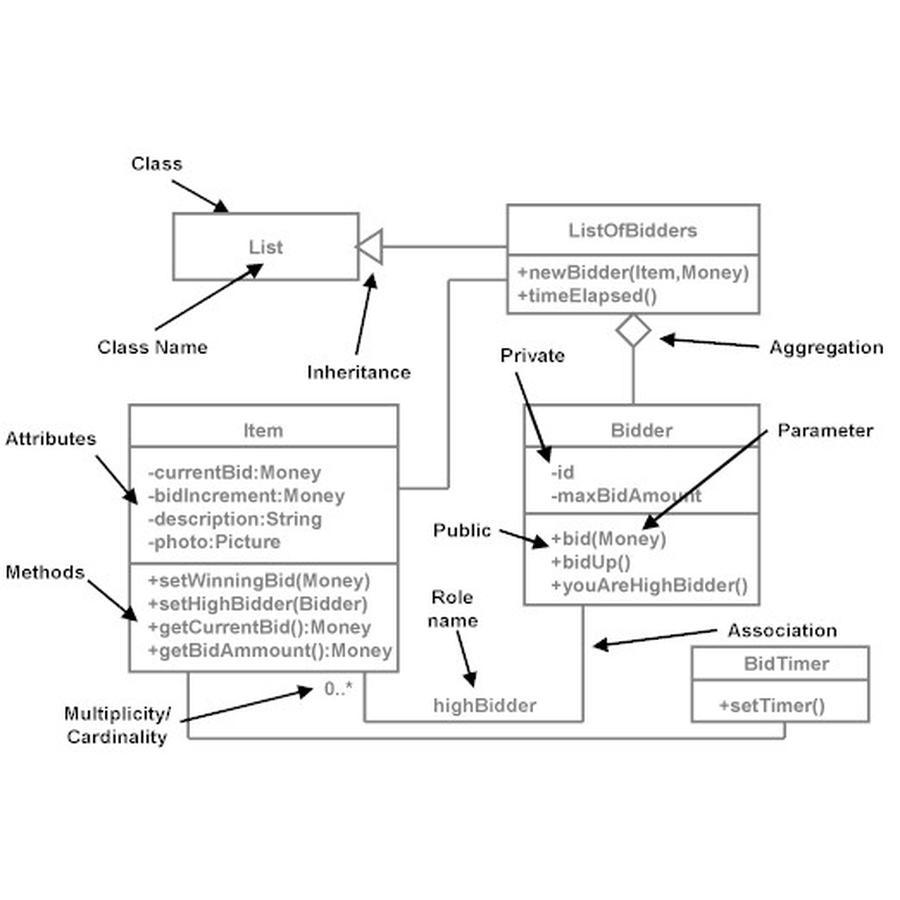 Class
List
Class Name
Inheritance
ListOfBidders
+newBidder(Item,Money)
+timeElapsed()
Aggregation
Private
Attributes
Item
-currentBid:Money
-bidIncrement:Money
-description:String
-photo:Picture
Methods
+setWinningBid(Money)
+setHighBidder(Bidder)
+getCurrentBid():Money
+getBidAmmount():Money
Bidder
Parameter
-id
-maxBidAmount
Public
+bid(Money)
+bidUp()
+youAreHighBidder()
Role
name
Association
BidTimer
+setTimer()
0..*
highBidder
Multiplicity/
Cardinality